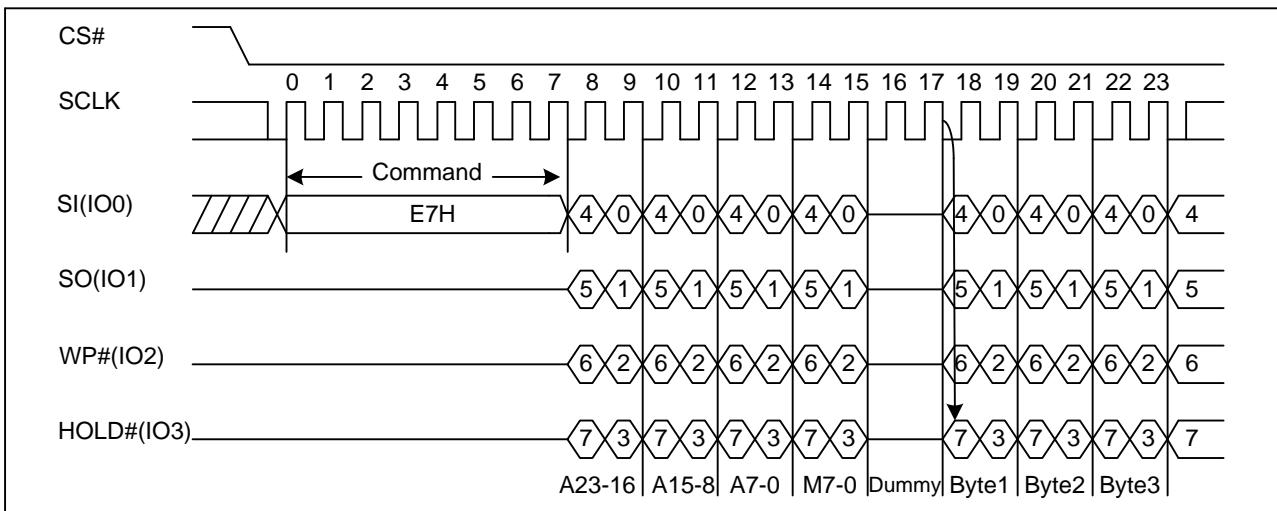 CS#
0 1 2 3 4 5 6 7 8 9 10 11 12 13 14 15 16 17 18 19 20 21 22 23
SCLK
Command
SI(IO0) E7H 4 0 4 0 4 0 4 0 4 0 4 0 4 0 4
SO(IO1) 5 1 5 1 5 1 5 1 5 1 5 1 5 1 5
WP#(IO2) 6 2 6 2 6 2 6 2 6 2 6 2 6 2 6
HOLD#(IO3) 7 3 7 3 7 3 7 3 7 3 7 3 7 3 7
A23-16 A15-8 A7-0 M7-0 Dummy Byte1 Byte2 Byte3